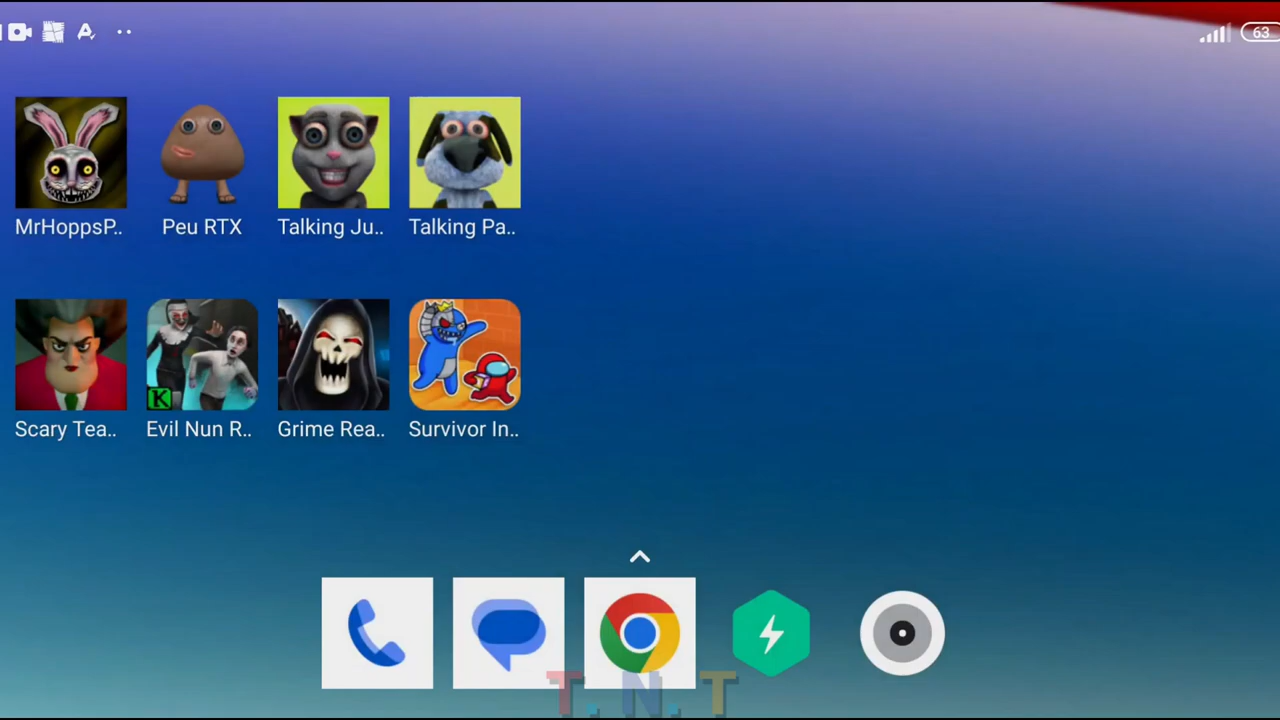 63
MrHoppsP.. Peu RTX Talking Ju.. Talking Pa..
K
Scary Tea.. Evil Nun R.. Grime Rea.. Survivor In..
T.N.T